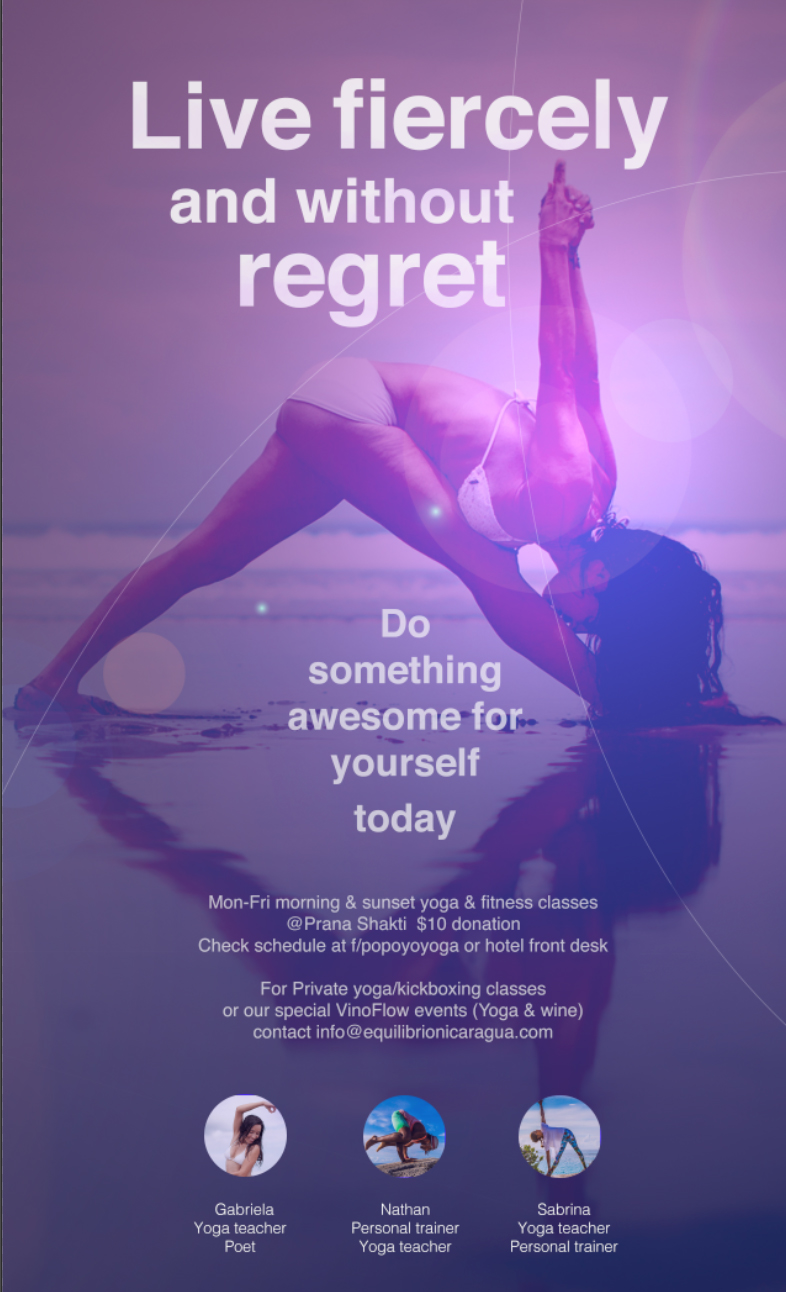 Live fiercely
and without
regret
Do
something
awesome for
yourself
today
Mon-Fri morning & sunset yoga & fitness classes
@Prana Shakti $10 donation
Check schedule at f/popoyoyoga or hotel front desk
For Private yoga/kickboxing classes
or our special VinoFlow events (Yoga & wine)
contact info@equilibrionicaragua.com
Gabriela
Yoga teacher
Poet
Nathan
Personal trainer
Yoga teacher
Sabrina
Yoga teacher
Personal trainer